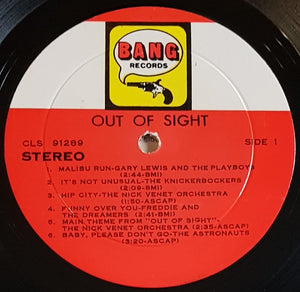 BANG
RECORDS
OUT OF SIGHT
CLS 91269
SIDE 1
STEREO
1. MALIBU RUN-GARY LEWIS AND THE PLAYBOYS
(2:44-BMI)
2. IT'S NOT UNUSUAL-THE KNICKERBOCKERS
(2:09-BMI)
3. HIP CITY-THE NICK VENET ORCHESTRA
(1:50-ASCAP)
4. FUNNY OVER YOU-FREDDIE AND
THE DREAMERS (2:41-BMI)
5. MAIN THEME FROM "OUT OF SIGHT"-
THE NICK VENET ORCHESTRA (2:35-ASCAP)
6. BABY, PLEASE DON'T GO-THE ASTRONAUTS
(3:20-ASCAP)